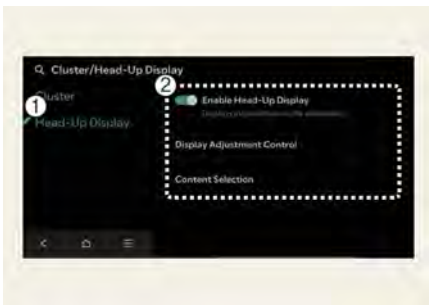 Cluster/Head-Up Display
2
Cluster
Enable Head-Up Display
1
Head-Up Display
Display Adjustment Control
Content Selection